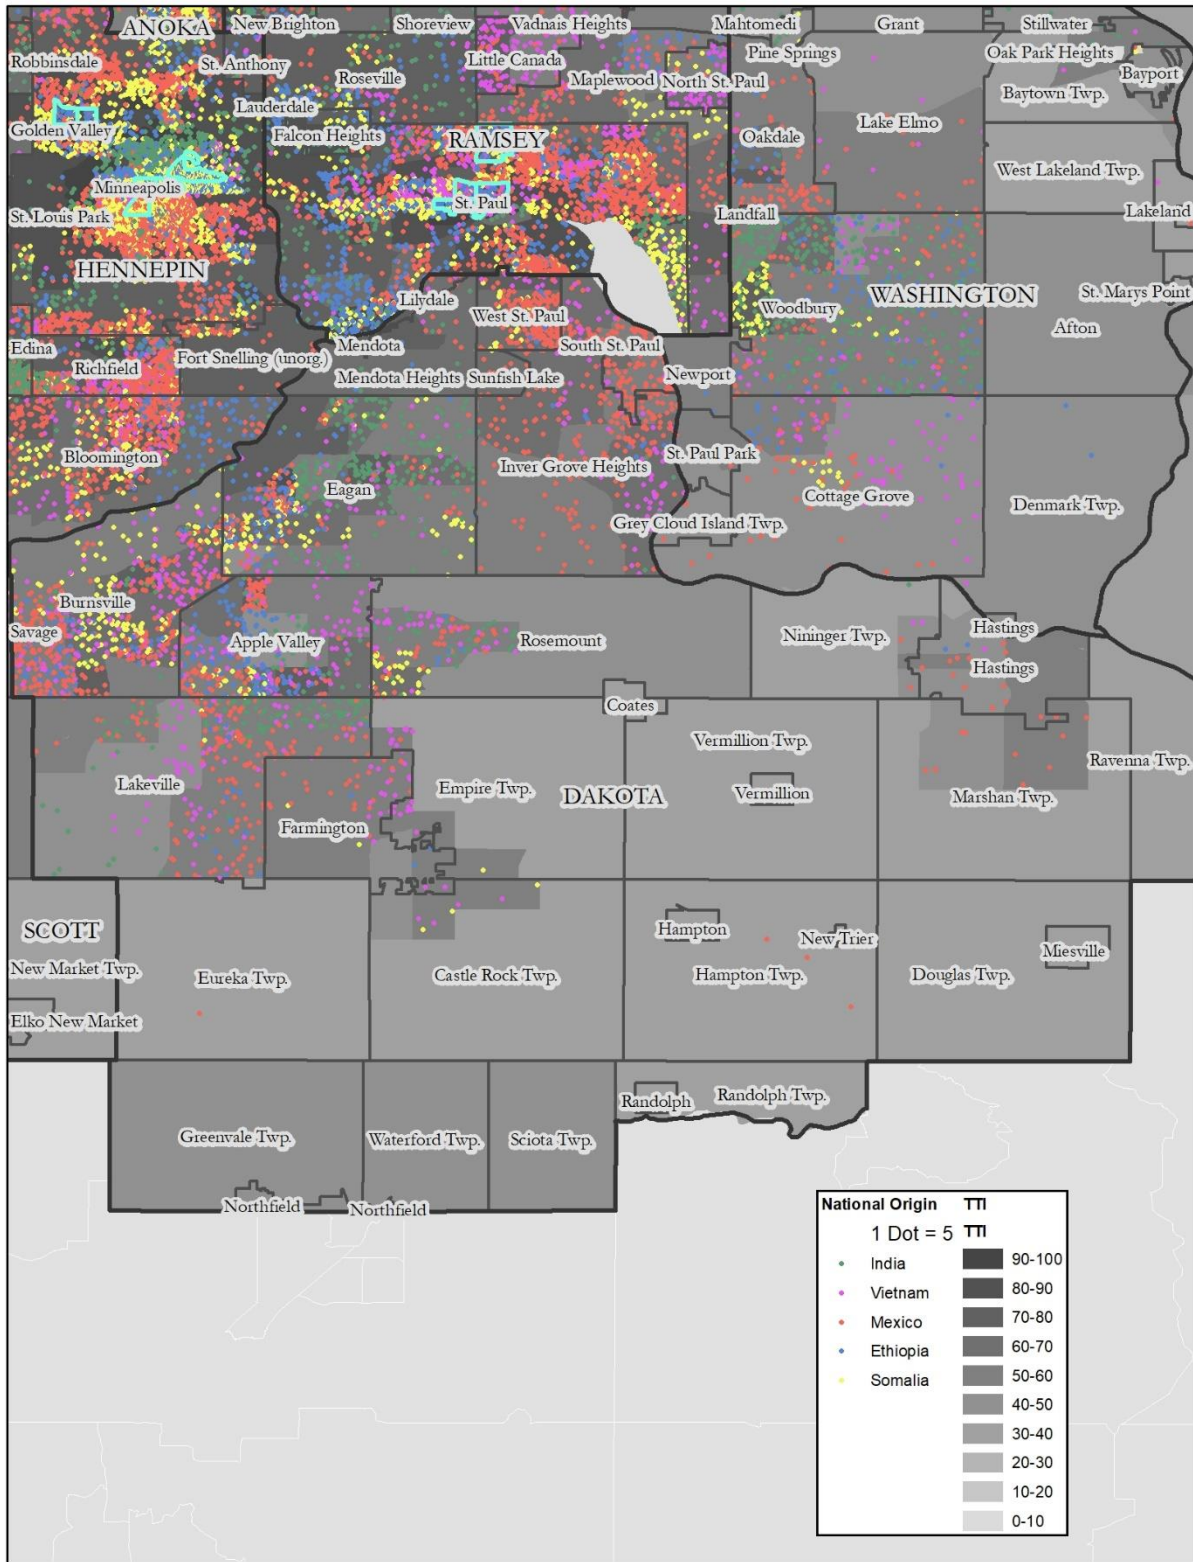 ANOKA
New Brighton
Shoreview
Vadnais Heights
Mahtomedi
Grant
Stillwater
Robbinsdale
St. Anthony
Roseville
Little Canada
Maplewood
North St. Paul
Pine Springs
Oak Park Heights
Bayport
Baytown Twp.
Golden Valley
Lauderdale
Falcon Heights
RAMSEY
Oakdale
Lake Elmo
West Lakeland Twp.
Minneapolis
St. Louis Park
St. Paul
Landfall
Lakeland
HENNEPIN
Lilydale
West St. Paul
Woodbury
WASHINGTON
St. Marys Point
Afton
Edina
Richfield
Fort Snelling (unorg.)
Mendota
Mendota Heights
Sunfish Lake
South St. Paul
Newport
Bloomington
Eagan
Inver Grove Heights
St. Paul Park
Cottage Grove
Denmark Twp.
Grey Cloud Island Twp.
Burnsville
Savage
Apple Valley
Rosemount
Nininger Twp.
Hastings
Hastings
Coates
Vermillion Twp.
Ravenna Twp.
Lakeville
Empire Twp.
DAKOTA
Vermillion
Marshan Twp.
Farmington
SCOTT
New Market Twp.
Eureka Twp.
Castle Rock Twp.
Hampton
New Trier
Hampton Twp.
Douglas Twp.
Miesville
Elko New Market
Randolph
Randolph Twp.
Greenvale Twp.
Waterford Twp.
Sciota Twp.
Northfield
Northfield
National Origin
1 Dot = 5
India
Vietnam
Mexico
Ethiopia
Somalia
TTI
TTI
90-100
80-90
70-80
60-70
50-60
40-50
30-40
20-30
10-20
0-10